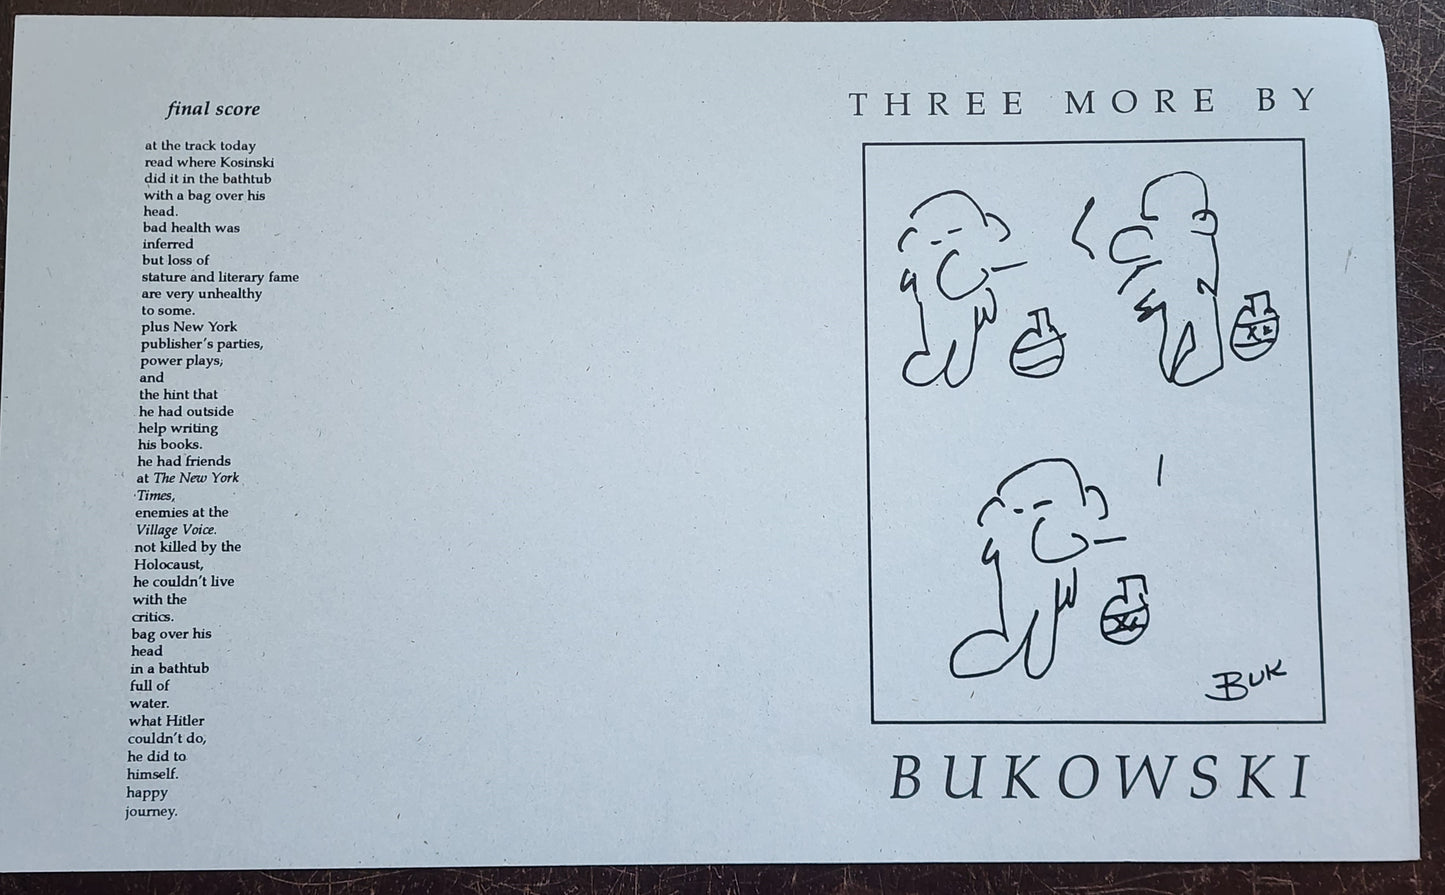 final score
at the track today
read where Kosinski
did it in the bathtub
with a bag over his
head.
bad health was
inferred
but loss of
stature and literary fame
are very unhealthy
to some.
plus New York
publisher's parties,
power plays,
and
the hint that
he had outside
help writing
his books.
he had friends
at The New York
Times,
enemies at the
Village Voice.
not killed by the
Holocaust,
he couldn't live
with the
critics.
bag over his
head
in a bathtub
full of
water.
what Hitler
couldn't do,
he did to
himself.
happy
journey.
THREE MORE BY
BUK
BUKOWSKI